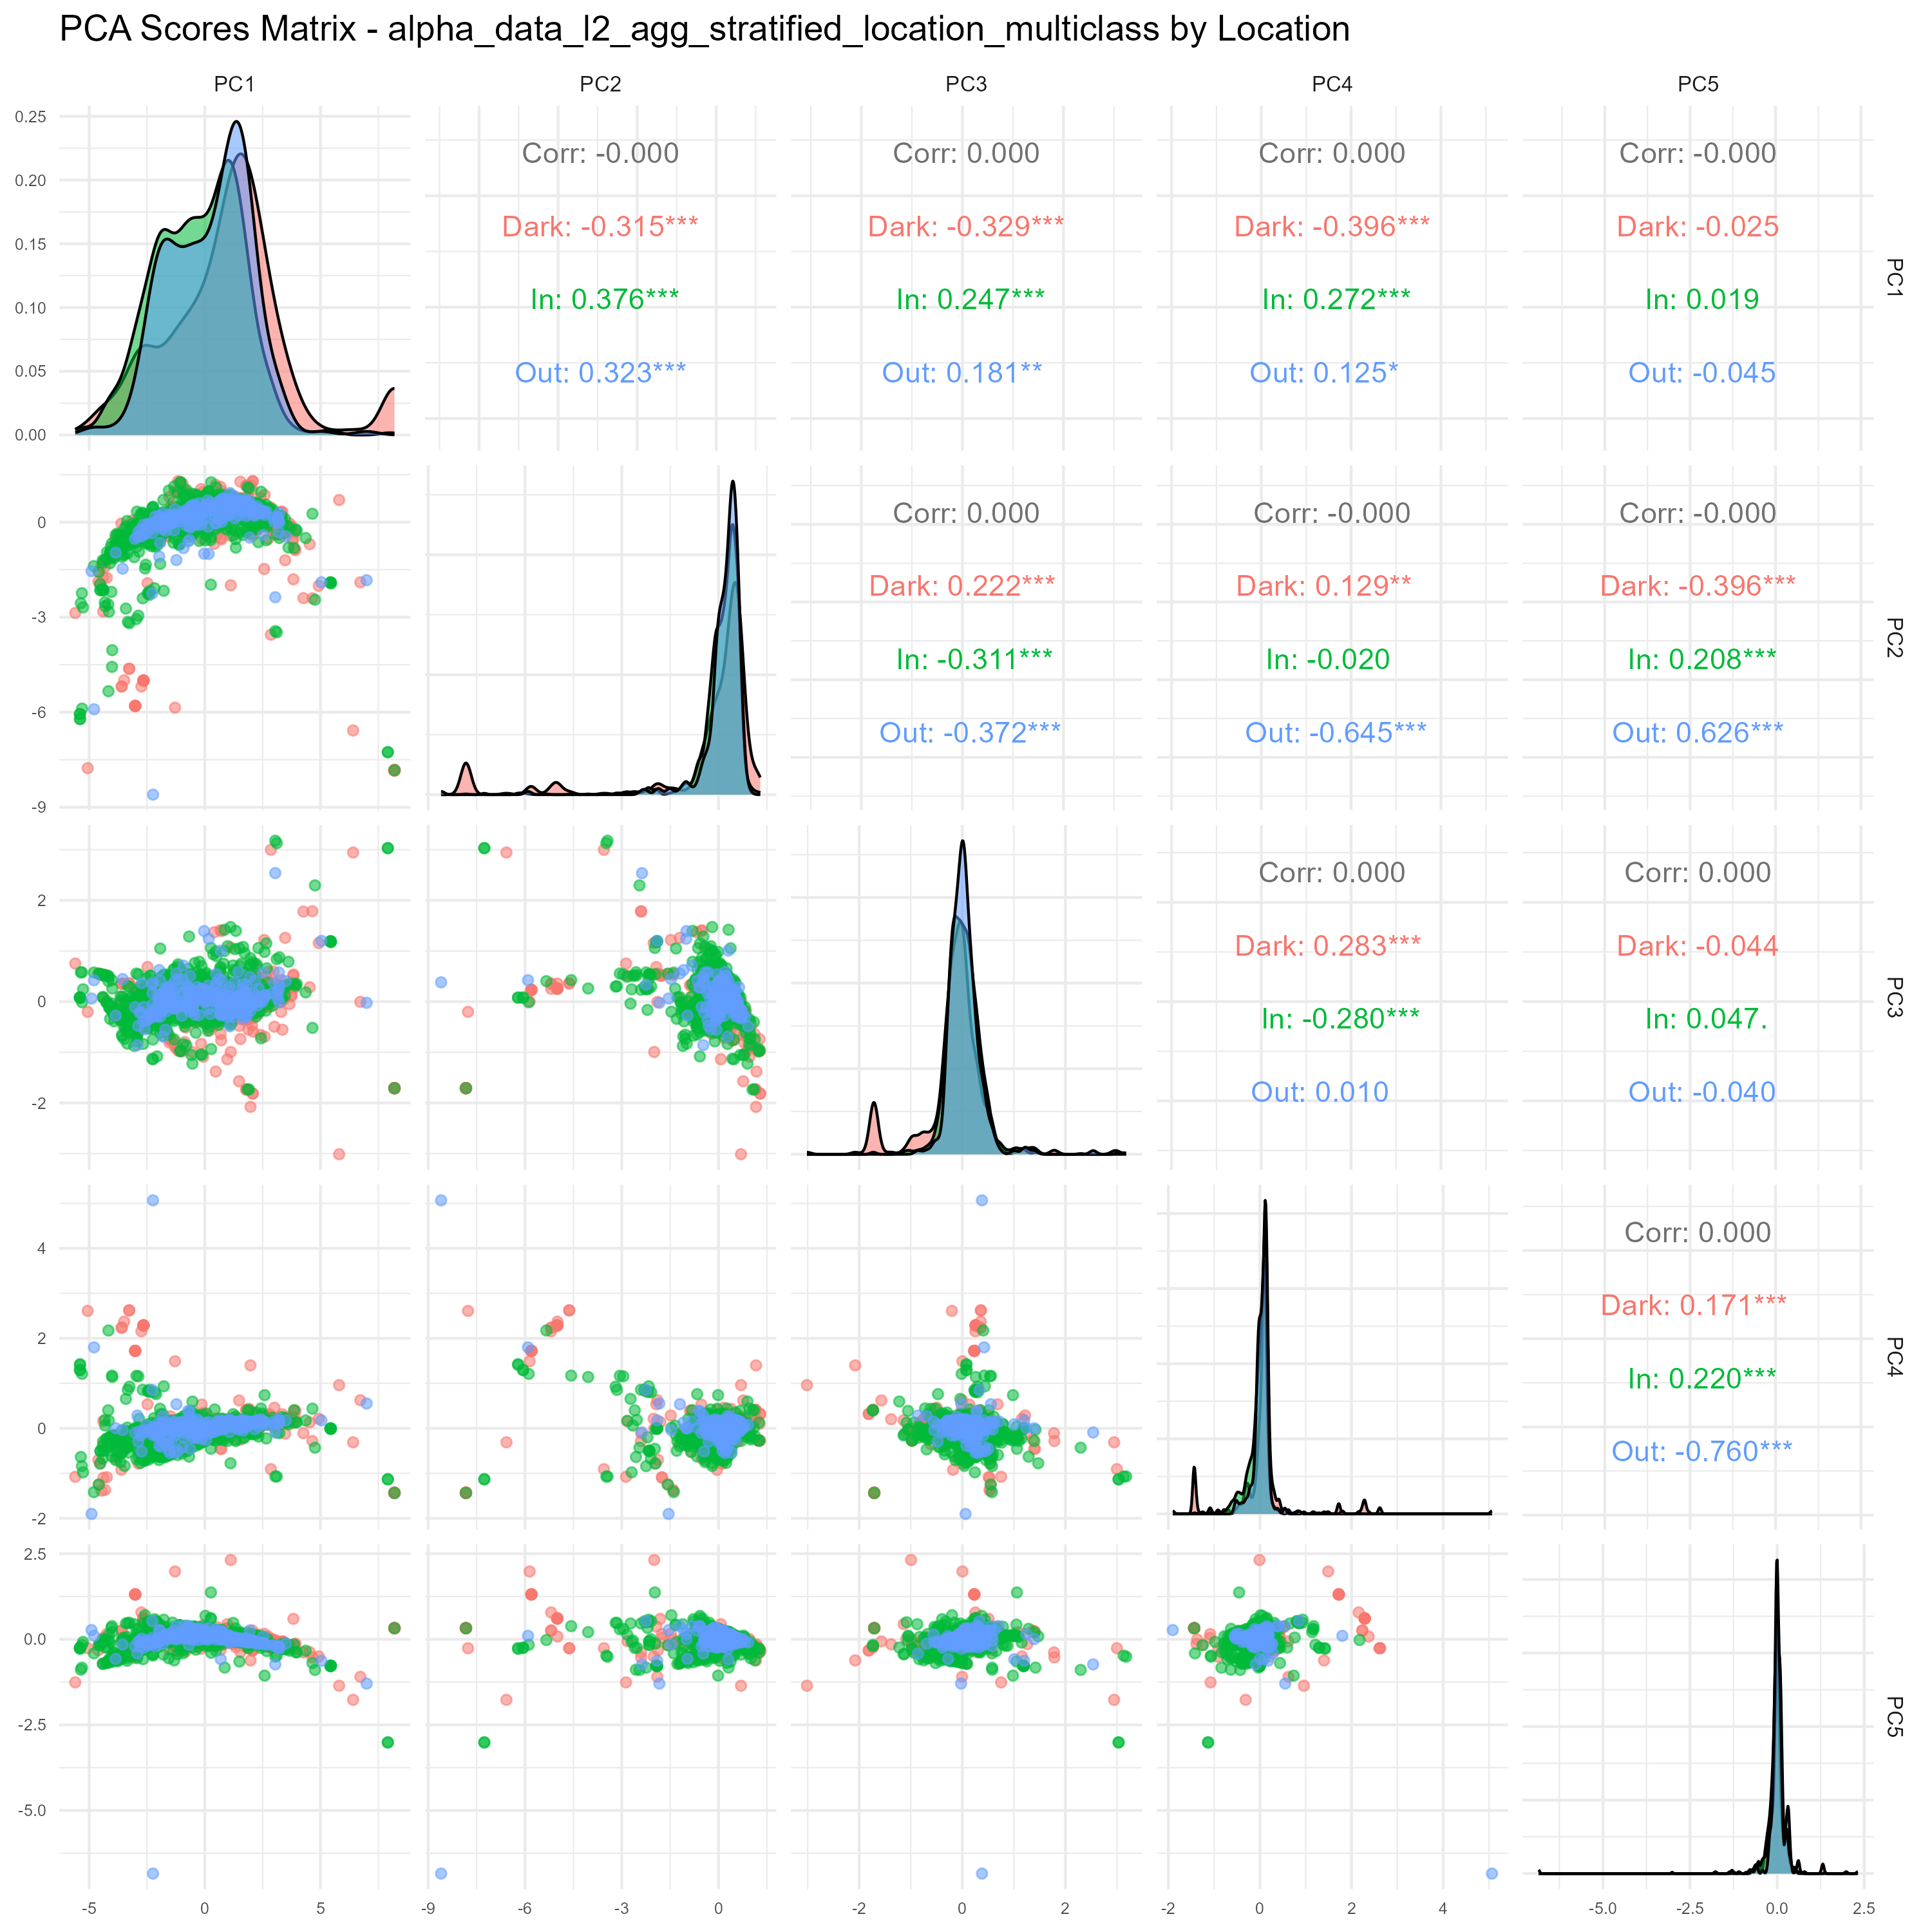 PCA Scores Matrix - alpha_data_l2_agg_stratified_location_multiclass by Location
PC1 PC2 PC3 PC4 PC5
0.25
0.20
0.15
0.10
0.05
0.00
Corr: -0.000
Dark: -0.315***
In: 0.376***
Out: 0.323***
Corr: 0.000
Dark: -0.329***
In: 0.247***
Out: 0.181**
Corr: 0.000
Dark: -0.396***
In: 0.272***
Out: 0.125*
Corr: -0.000
Dark: -0.025
In: 0.019
Out: -0.045
PC1
0
-3
-6
-9
Corr: 0.000
Dark: 0.222***
In: -0.311***
Out: -0.372***
Corr: -0.000
Dark: 0.129**
In: -0.020
Out: -0.645***
Corr: -0.000
Dark: -0.396***
In: 0.208***
Out: 0.626***
PC2
2
0
-2
Corr: 0.000
Dark: 0.283***
In: -0.280***
Out: 0.010
Corr: 0.000
Dark: -0.044
In: 0.047.
Out: -0.040
PC3
4
2
0
-2
Corr: 0.000
Dark: 0.171***
In: 0.220***
Out: -0.760***
PC4
2.5
0.0
-2.5
-5.0
PC5
-5 0 5 -9 -6 -3 0 -2 0 2 -2 0 2 4 -5.0 -2.5 0.0 2.5